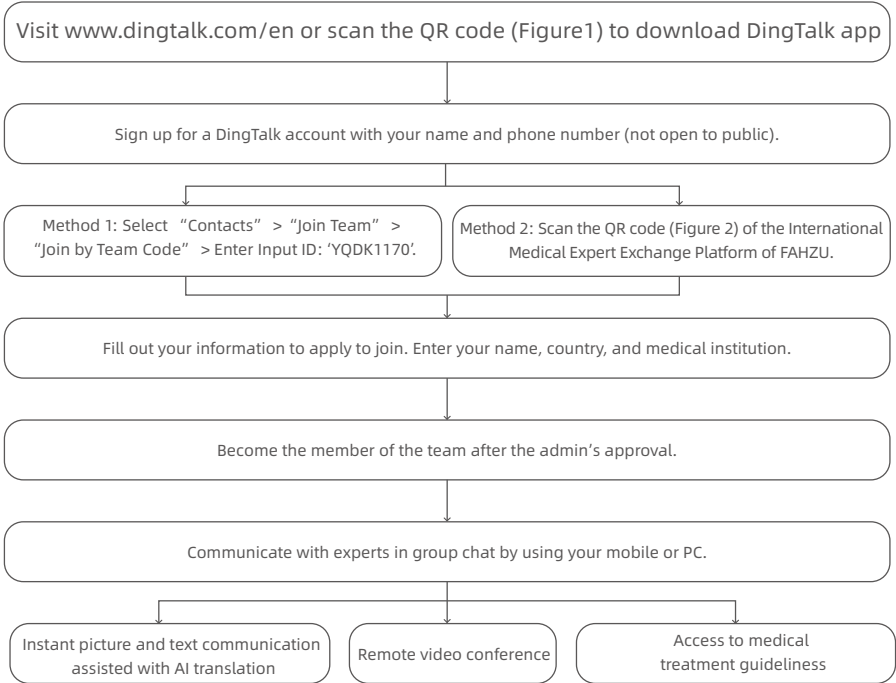 Visit www.dingtalk.com/en or scan the QR code (Figure1) to download DingTalk app
Sign up for a DingTalk account with your name and phone number (not open to public).
Method 1: Select “Contacts” > “Join Team” >
“Join by Team Code” > Enter Input ID: ‘YQDK1170’.
Method 2: Scan the QR code (Figure 2) of the International
Medical Expert Exchange Platform of FAHZU.
Fill out your information to apply to join. Enter your name, country, and medical institution.
Become the member of the team after the admin’s approval.
Communicate with experts in group chat by using your mobile or PC.
Instant picture and text communication
assisted with AI translation
Remote video conference
Access to medical
treatment guideliness